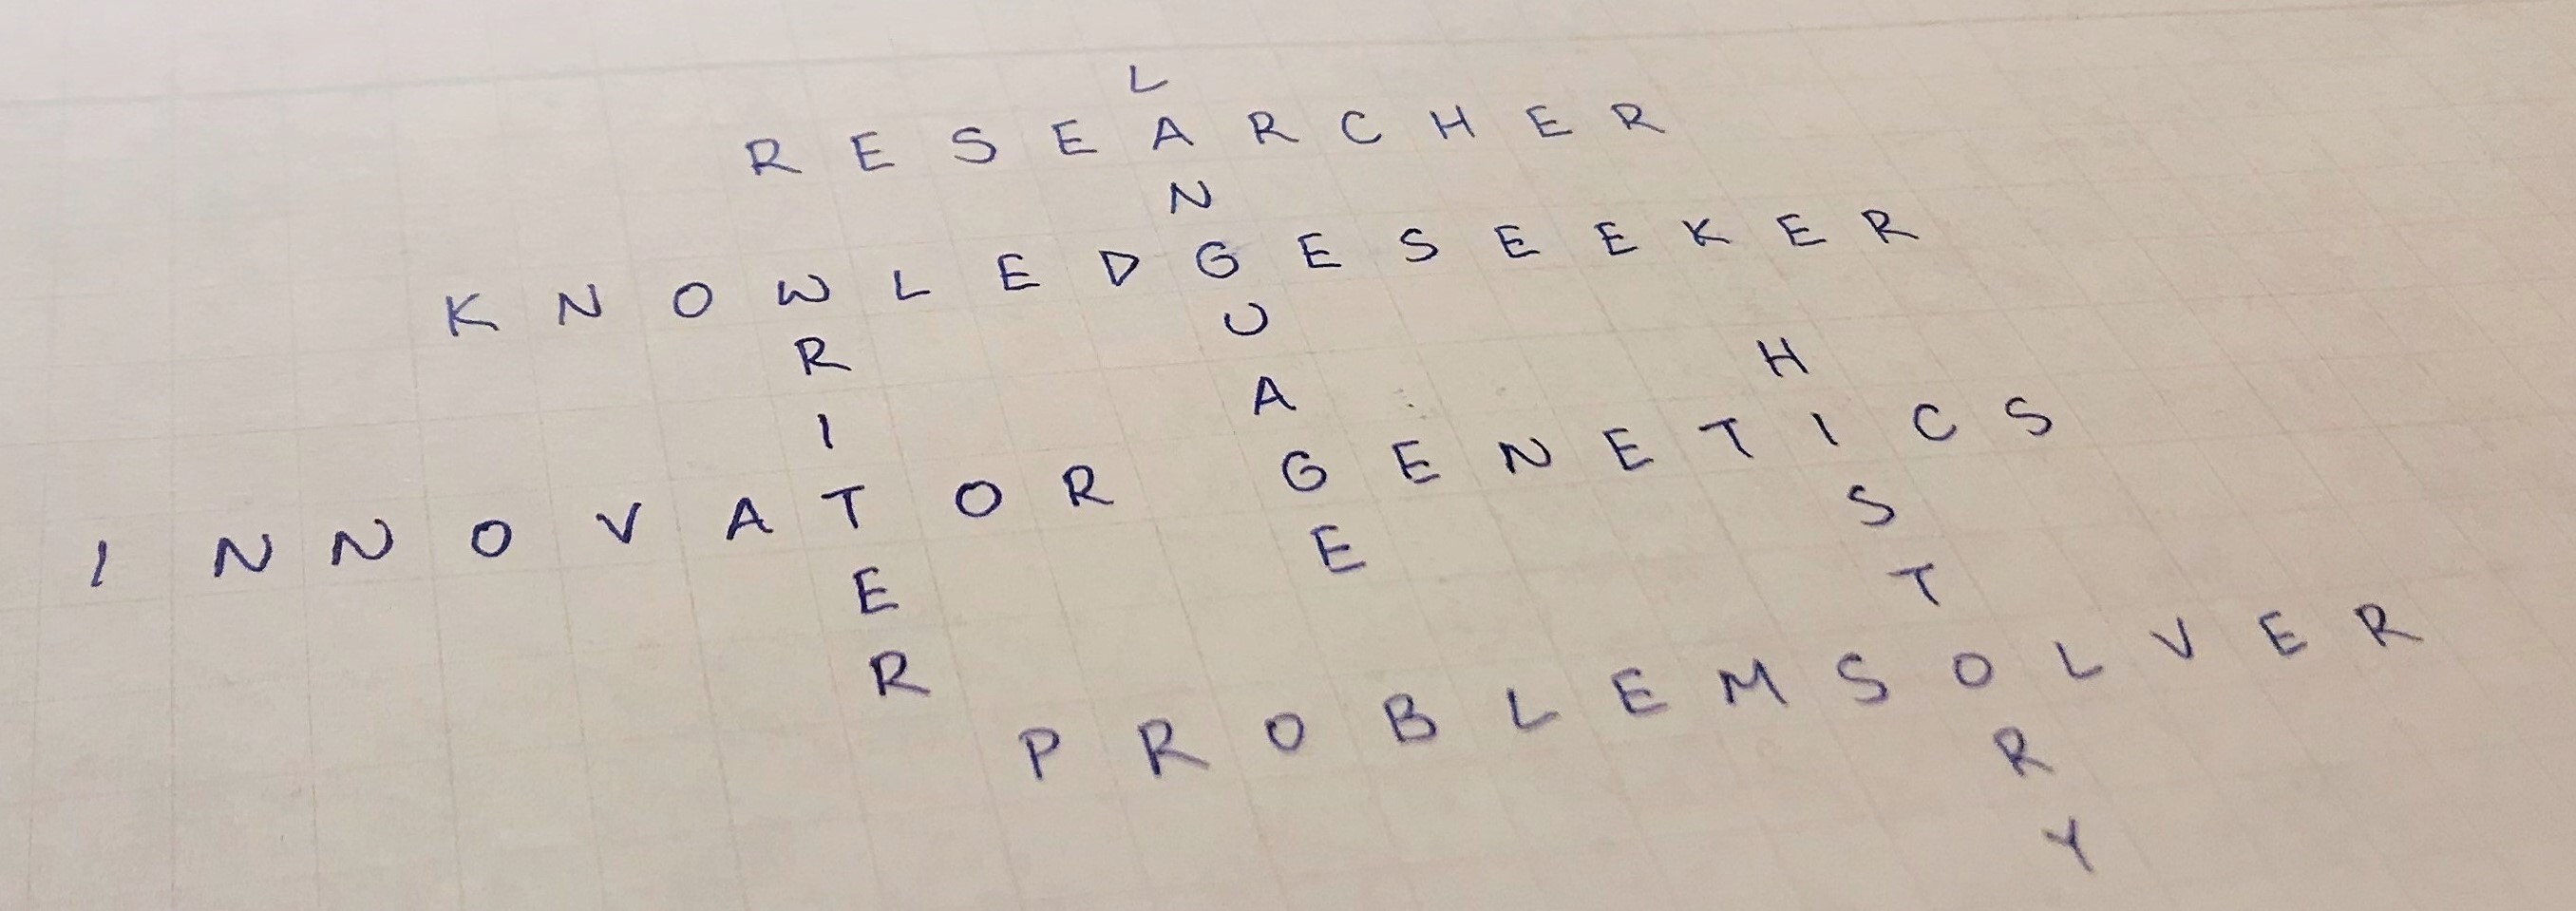 L
RESEARCHER
N
KNOWLEDGESEEKER
R U
I A H
INNOVATOR GENETICS
E E S
R T
PROBLEMSOLVER
R
Y